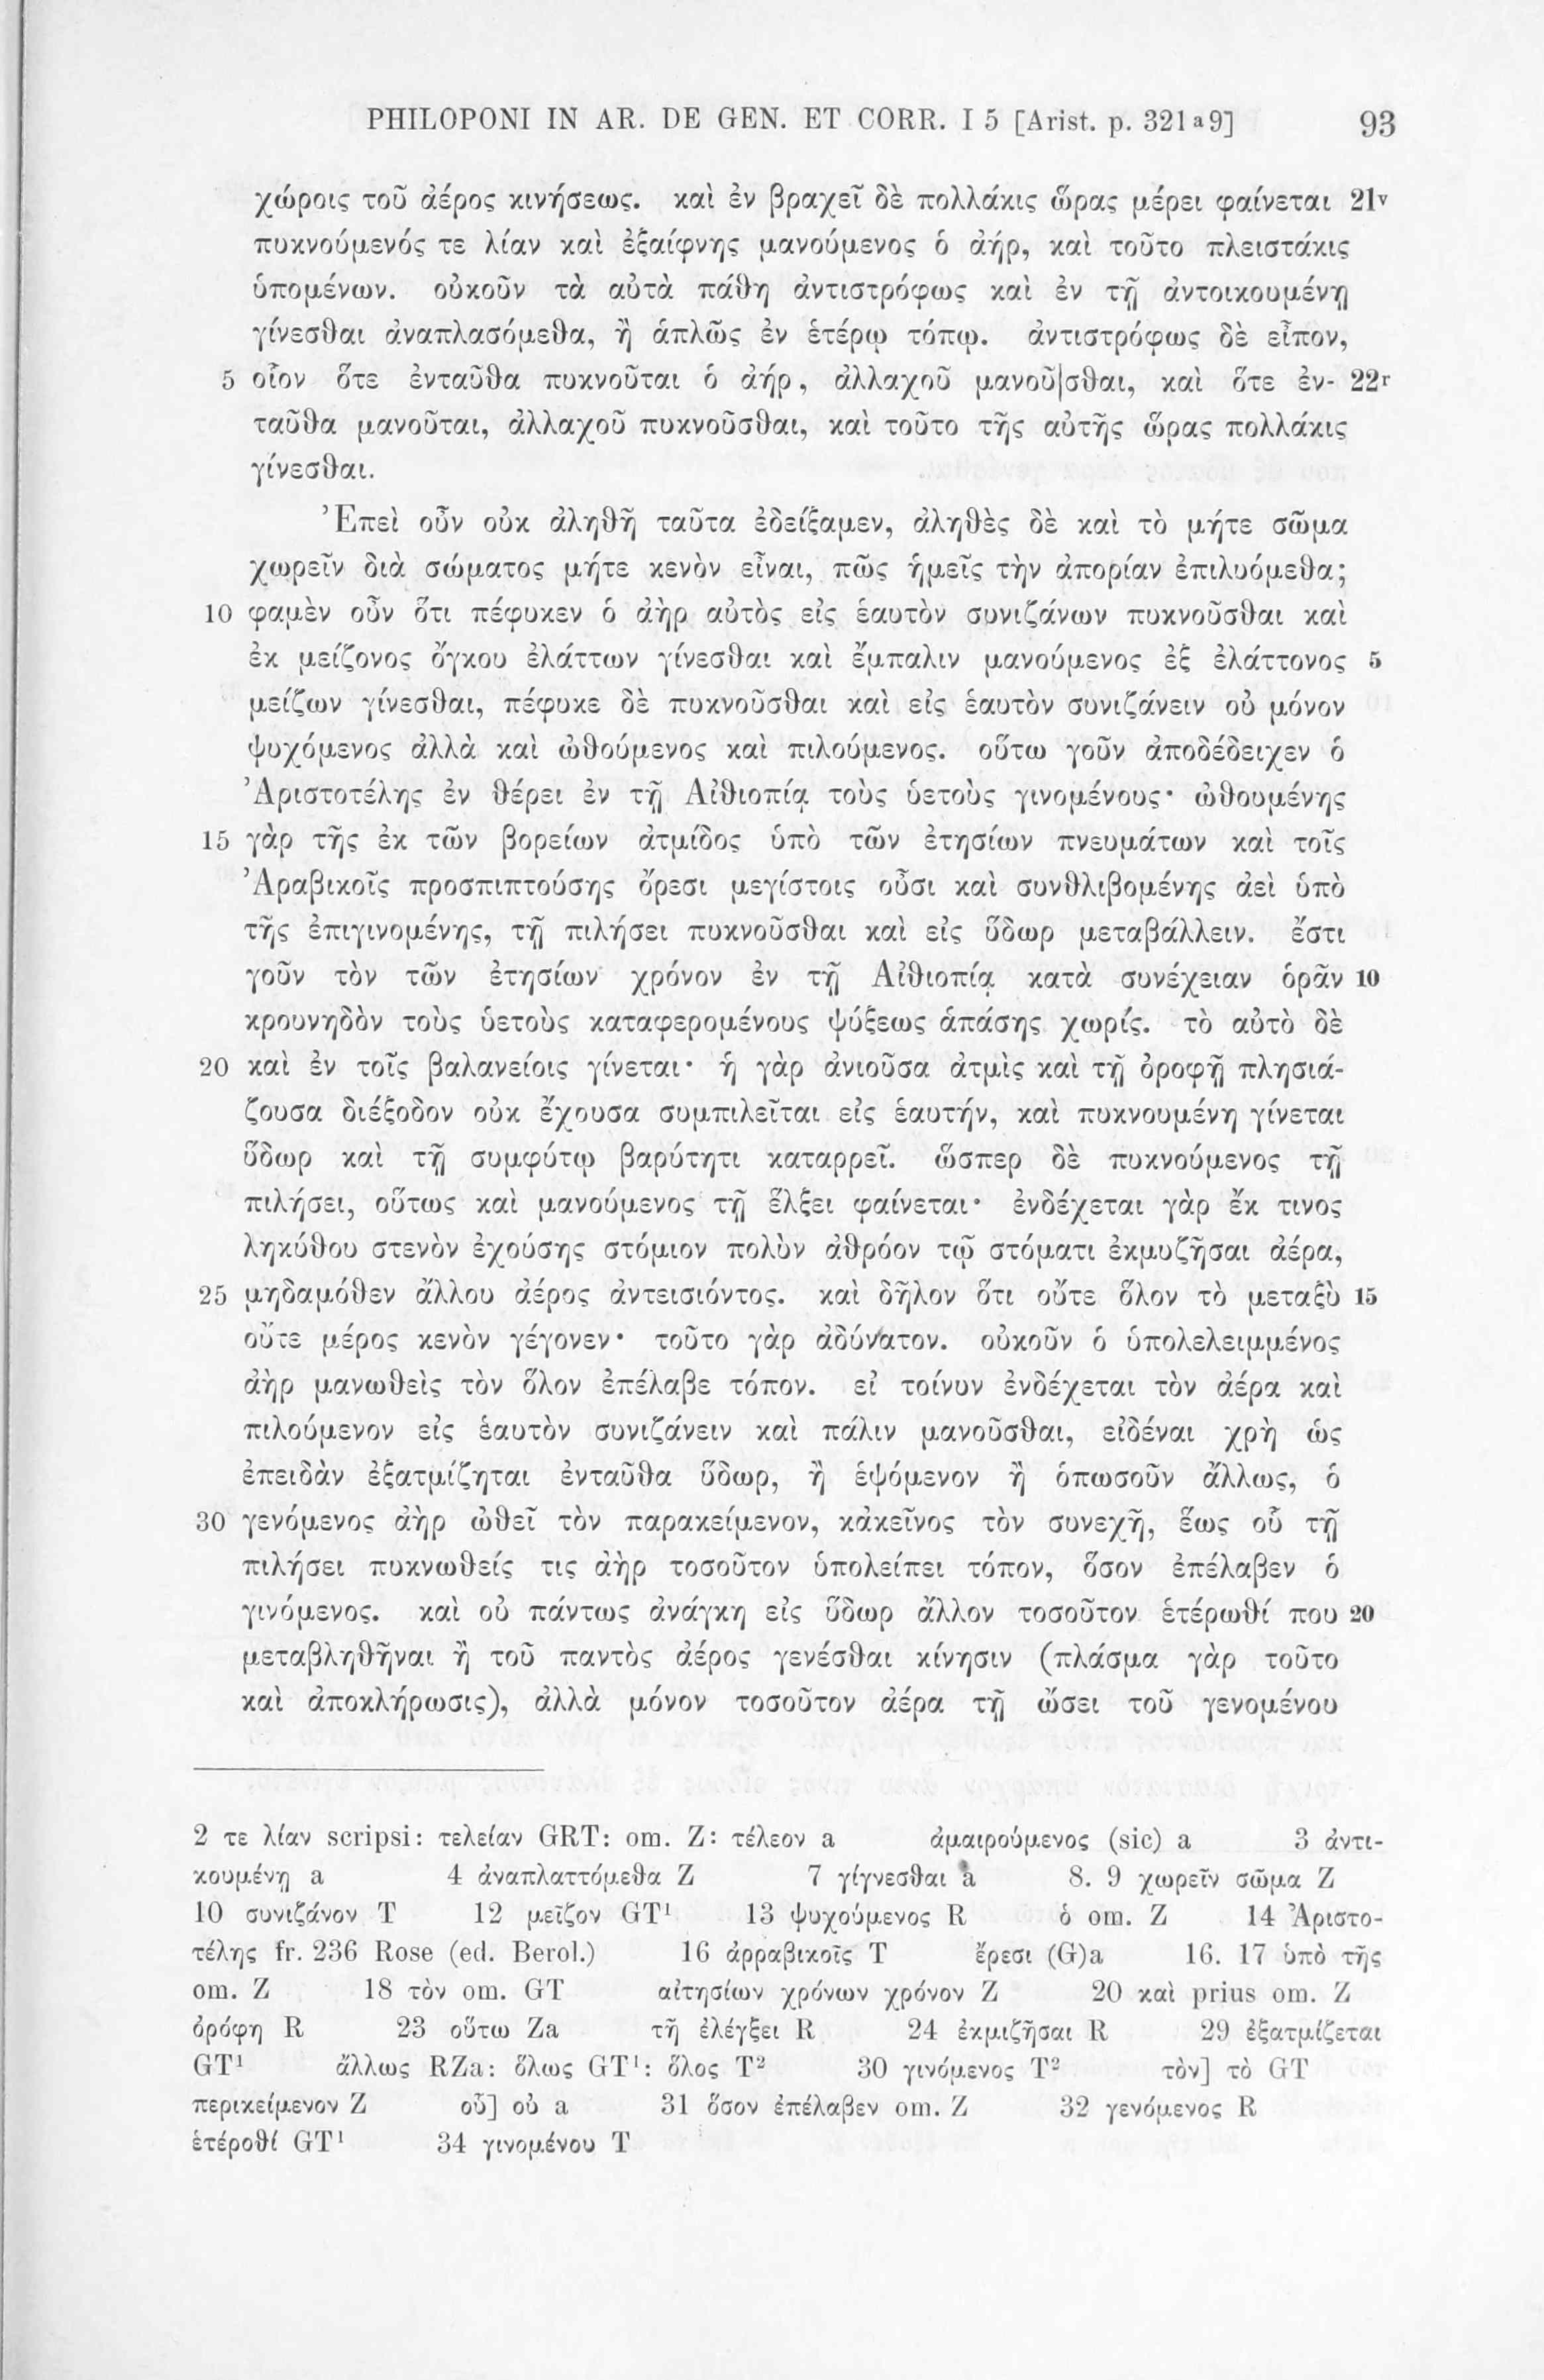 PHILOPONI IN AR. DE GEN. ET CORR. I 5 [Arist. p. 321 a 9] 93
χώροις τοῦ ἀέρος κινήσεως. καὶ ἐν βραχεῖ δὲ πολλάκις ὥρας μέρει φαίνεται 21v
πυκνούμενός τε λίαν καὶ ἐξαίφνης μανούμενος ὁ ἀήρ, καὶ τοῦτο πλειστάκις
ὑπομένων. οὐκοῦν τὰ αὐτὰ πάθη ἀντιστρόφως καὶ ἐν τῇ ἀντοικουμένῃ
γίνεσθαι ἀναπλασόμεθα, ἢ ἁπλῶς ἐν ἑτέρῳ τόπῳ. ἀντιστρόφως δὲ εἶπον,
5 οἷον ὅτε ἐνταῦθα πυκνοῦται ὁ ἀήρ, ἀλλαχοῦ μανοῦ|σθαι, καὶ ὅτε ἐν- 22r
ταῦθα μανοῦται, ἀλλαχοῦ πυκνοῦσθαι, καὶ τοῦτο τῆς αὐτῆς ὥρας πολλάκις
γίνεσθαι.
Ἐπεὶ οὖν οὐκ ἀληθῆ ταῦτα ἐδείξαμεν, ἀληθὲς δὲ καὶ τὸ μήτε σῶμα
χωρεῖν διὰ σώματος μήτε κενὸν εἶναι, πῶς ἡμεῖς τὴν ἀπορίαν ἐπιλυόμεθα;
10 φαμὲν οὖν ὅτι πέφυκεν ὁ ἀὴρ αὐτὸς εἰς ἑαυτὸν συνιζάνων πυκνοῦσθαι καὶ
ἐκ μείζονος ὄγκου ἐλάττων γίνεσθαι καὶ ἔμπαλιν μανούμενος ἐξ ἐλάττονος 5
μείζων γίνεσθαι, πέφυκε δὲ πυκνοῦσθαι καὶ εἰς ἑαυτὸν συνιζάνειν οὐ μόνον
ψυχόμενος ἀλλὰ καὶ ὠθούμενος καὶ πιλούμενος. οὕτω γοῦν ἀποδέδειχεν ὁ
Ἀριστοτέλης ἐν θέρει ἐν τῇ Αἰθιοπίᾳ τοὺς ὑετοὺς γινομένους· ὠθουμένης
15 γὰρ τῆς ἐκ τῶν βορείων ἀτμίδος ὑπὸ τῶν ἐτησίων πνευμάτων καὶ τοῖς
Ἀραβικοῖς προσπιπτούσης ὄρεσι μεγίστοις οὖσι καὶ συνθλιβομένης ἀεὶ ὑπὸ
τῆς ἐπιγινομένης, τῇ πιλήσει πυκνοῦσθαι καὶ εἰς ὕδωρ μεταβάλλειν. ἔστι
γοῦν τὸν τῶν ἐτησίων χρόνον ἐν τῇ Αἰθιοπίᾳ κατὰ συνέχειαν ὁρᾶν 10
κρουνηδὸν τοὺς ὑετοὺς καταφερομένους ψύξεως ἁπάσης χωρίς. τὸ αὐτὸ δὲ
20 καὶ ἐν τοῖς βαλανείοις γίνεται· ἡ γὰρ ἀνιοῦσα ἀτμὶς καὶ τῇ ὀροφῇ πλησιά-
ζουσα διέξοδον οὐκ ἔχουσα συμπιλεῖται εἰς ἑαυτήν, καὶ πυκνουμένη γίνεται
ὕδωρ καὶ τῇ συμφύτῳ βαρύτητι καταρρεῖ. ὥσπερ δὲ πυκνούμενος τῇ
πιλήσει, οὕτως καὶ μανούμενος τῇ ἕλξει φαίνεται· ἐνδέχεται γὰρ ἔκ τινος
ληκύθου στενὸν ἐχούσης στόμιον πολὺν ἀθρόον τῷ στόματι ἐκμυζῆσαι ἀέρα,
25 μηδαμόθεν ἄλλου ἀέρος ἀντεισιόντος. καὶ δῆλον ὅτι οὔτε ὅλον τὸ μεταξὺ 15
οὔτε μέρος κενὸν γέγονεν· τοῦτο γὰρ ἀδύνατον. οὐκοῦν ὁ ὑπολελειμμένος
ἀὴρ μανωθεὶς τὸν ὅλον ἐπέλαβε τόπον. εἰ τοίνυν ἐνδέχεται τὸν ἀέρα καὶ
πιλούμενον εἰς ἑαυτὸν συνιζάνειν καὶ πάλιν μανοῦσθαι, εἰδέναι χρὴ ὡς
ἐπειδὰν ἐξατμίζηται ἐνταῦθα ὕδωρ, ἢ ἑψόμενον ἢ ὁπωσοῦν ἄλλως, ὁ
30 γενόμενος ἀὴρ ὠθεῖ τὸν παρακείμενον, κἀκεῖνος τὸν συνεχῆ, ἕως οὗ τῇ
πιλήσει πυκνωθείς τις ἀὴρ τοσοῦτον ὑπολείπει τόπον, ὅσον ἐπέλαβεν ὁ
γινόμενος. καὶ οὐ πάντως ἀνάγκη εἰς ὕδωρ ἄλλον τοσοῦτον ἑτέρωθί που 20
μεταβληθῆναι ἢ τοῦ παντὸς ἀέρος γενέσθαι κίνησιν (πλάσμα γὰρ τοῦτο
καὶ ἀποκλήρωσις), ἀλλὰ μόνον τοσοῦτον ἀέρα τῇ ὤσει τοῦ γενομένου
2 τε λίαν scripsi: τελείαν GRT: om. Z: τέλεον a ἀμαιρούμενος (sic) a 3 ἀντι-
κουμένῃ a 4 ἀναπλαττόμεθα Z 7 γίγνεσθαι a 8. 9 χωρεῖν σῶμα Z
10 συνιζάνον T 12 μεῖζον GT¹ 13 ψυχούμενος R ὁ om. Z 14 Ἀριστο-
τέλης fr. 236 Rose (ed. Berol.) 16 ἀρραβικοῖς T ἔρεσι (G)a 16. 17 ὑπὸ τῆς
om. Z 18 τὸν om. GT αἰτησίων χρόνων χρόνον Z 20 καὶ prius om. Z
ὀρόφη R 23 οὕτω Za τῇ ἐλέγξει R 24 ἐκμιζῆσαι R 29 ἐξατμίζεται
GT¹ ἄλλως RZa: ὅλως GT¹: ὅλος T² 30 γινόμενος T² τὸν] τὸ GT
περικείμενον Z οὗ] οὐ a 31 ὅσον ἐπέλαβεν om. Z 32 γενόμενος R
ἑτέροθί GT¹ 34 γινομένου T